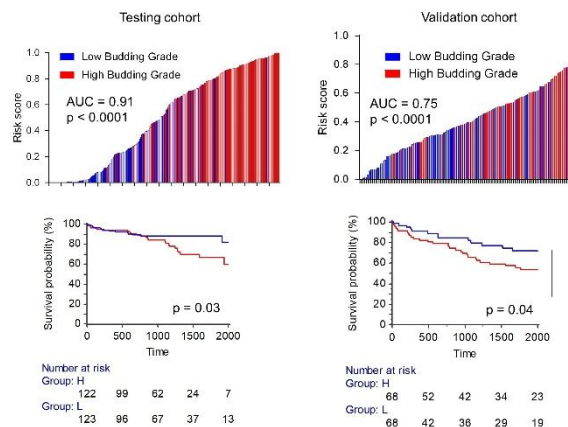 Testing cohort
Validation cohort
1.0
0.8
0.6
0.4
0.2
0.0
Risk score
Low Budding Grade
High Budding Grade
AUC = 0.91
p < 0.0001
1.0
0.8
0.6
0.4
0.2
0.0
Risk score
Low Budding Grade
High Budding Grade
AUC = 0.75
p < 0.0001
100
80
60
40
20
0
Survival probability (%)
p = 0.03
0 500 1000 1500 2000
Time
100
80
60
40
20
0
Survival probability (%)
p = 0.04
0 500 1000 1500 2000
Time
Number at risk
Group: H
122 99 62 24 7
Group: L
123 96 67 37 13
Number at risk
Group: H
68 52 42 34 23
Group: L
68 42 36 29 19